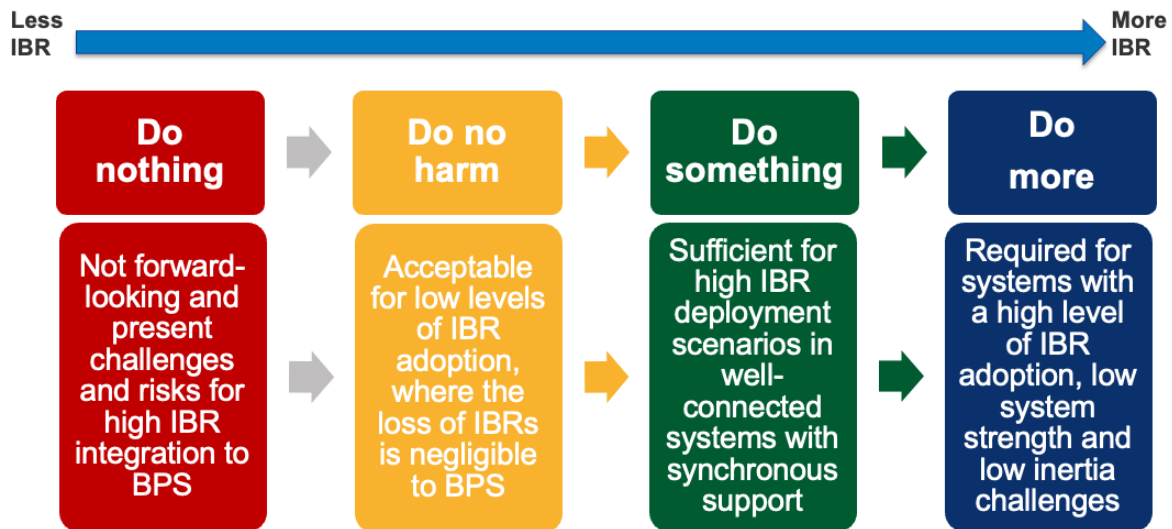 Less
IBR
More
IBR
Do
nothing
Do no
harm
Do
something
Do
more
Not forward-
looking and
present
challenges
and risks for
high IBR
integration to
BPS
Acceptable
for low levels
of IBR
adoption,
where the
loss of IBRs
is negligible
to BPS
Sufficient for
high IBR
deployment
scenarios in
well-
connected
systems with
synchronous
support
Required for
systems with
a high level
of IBR
adoption, low
system
strength and
low inertia
challenges